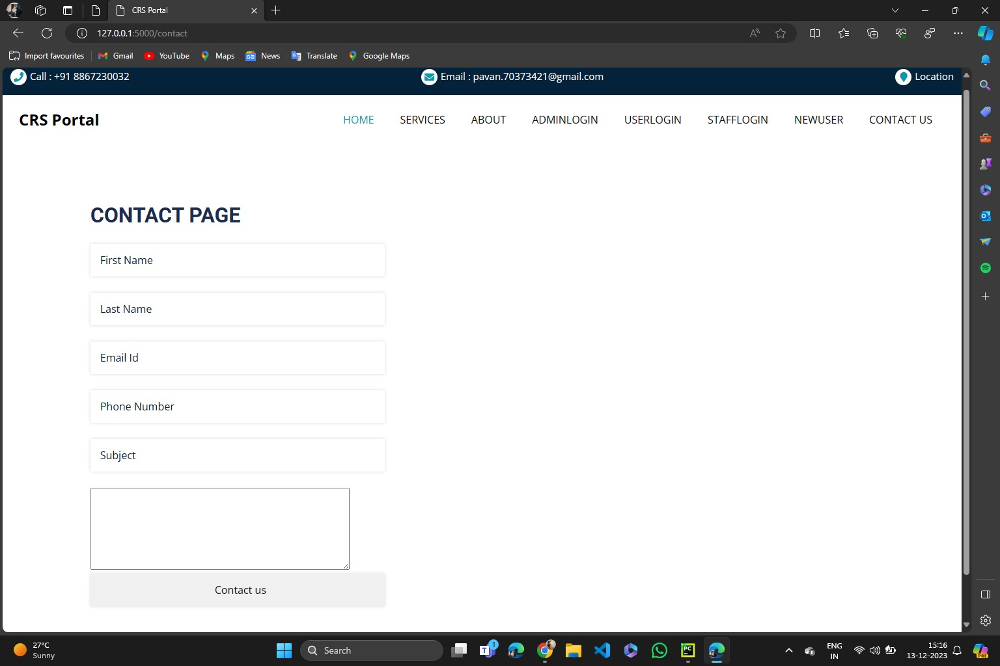 CRS Portal
127.0.0.1:5000/contact
Import favourites Gmail YouTube Maps News Translate Google Maps
Call : +91 8867230032 Email : pavan.70373421@gmail.com Location
CRS Portal HOME SERVICES ABOUT ADMINLOGIN USERLOGIN STAFFLOGIN NEWUSER CONTACT US
CONTACT PAGE
First Name
Last Name
Email Id
Phone Number
Subject
Contact us
27°C
Sunny
Search
1
ENG
IN
15:16
13-12-2023